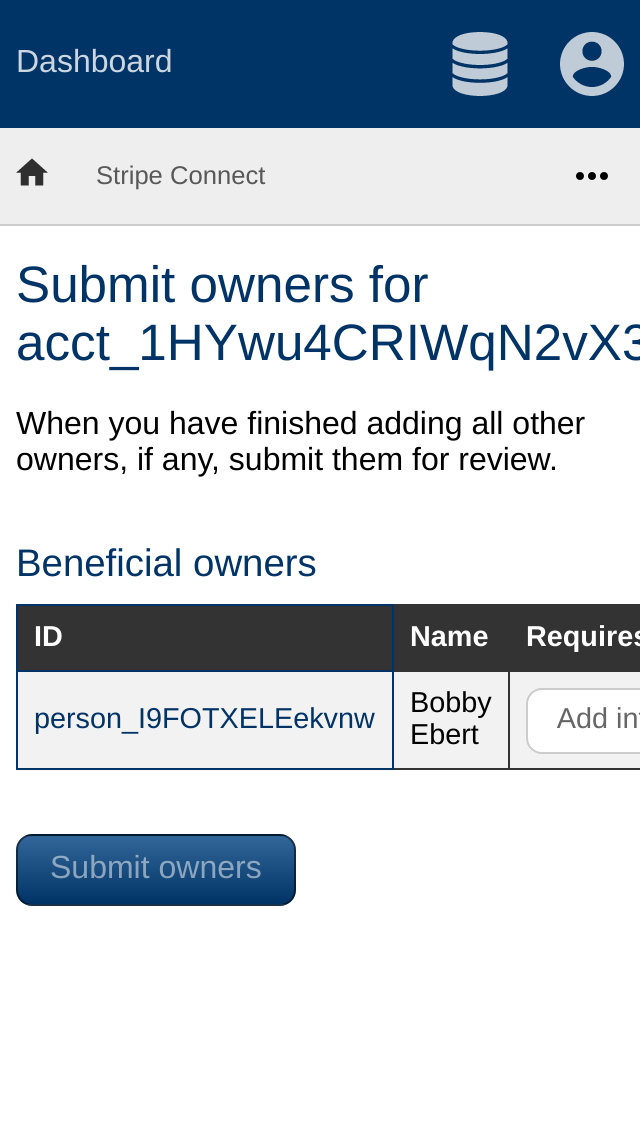 Dashboard
Stripe Connect
Submit owners for
acct_1HYwu4CRIWqN2vX3
When you have finished adding all other
owners, if any, submit them for review.
Beneficial owners
ID Name Requires
person_I9FOTXELEekvnw Bobby Ebert Add
Submit owners